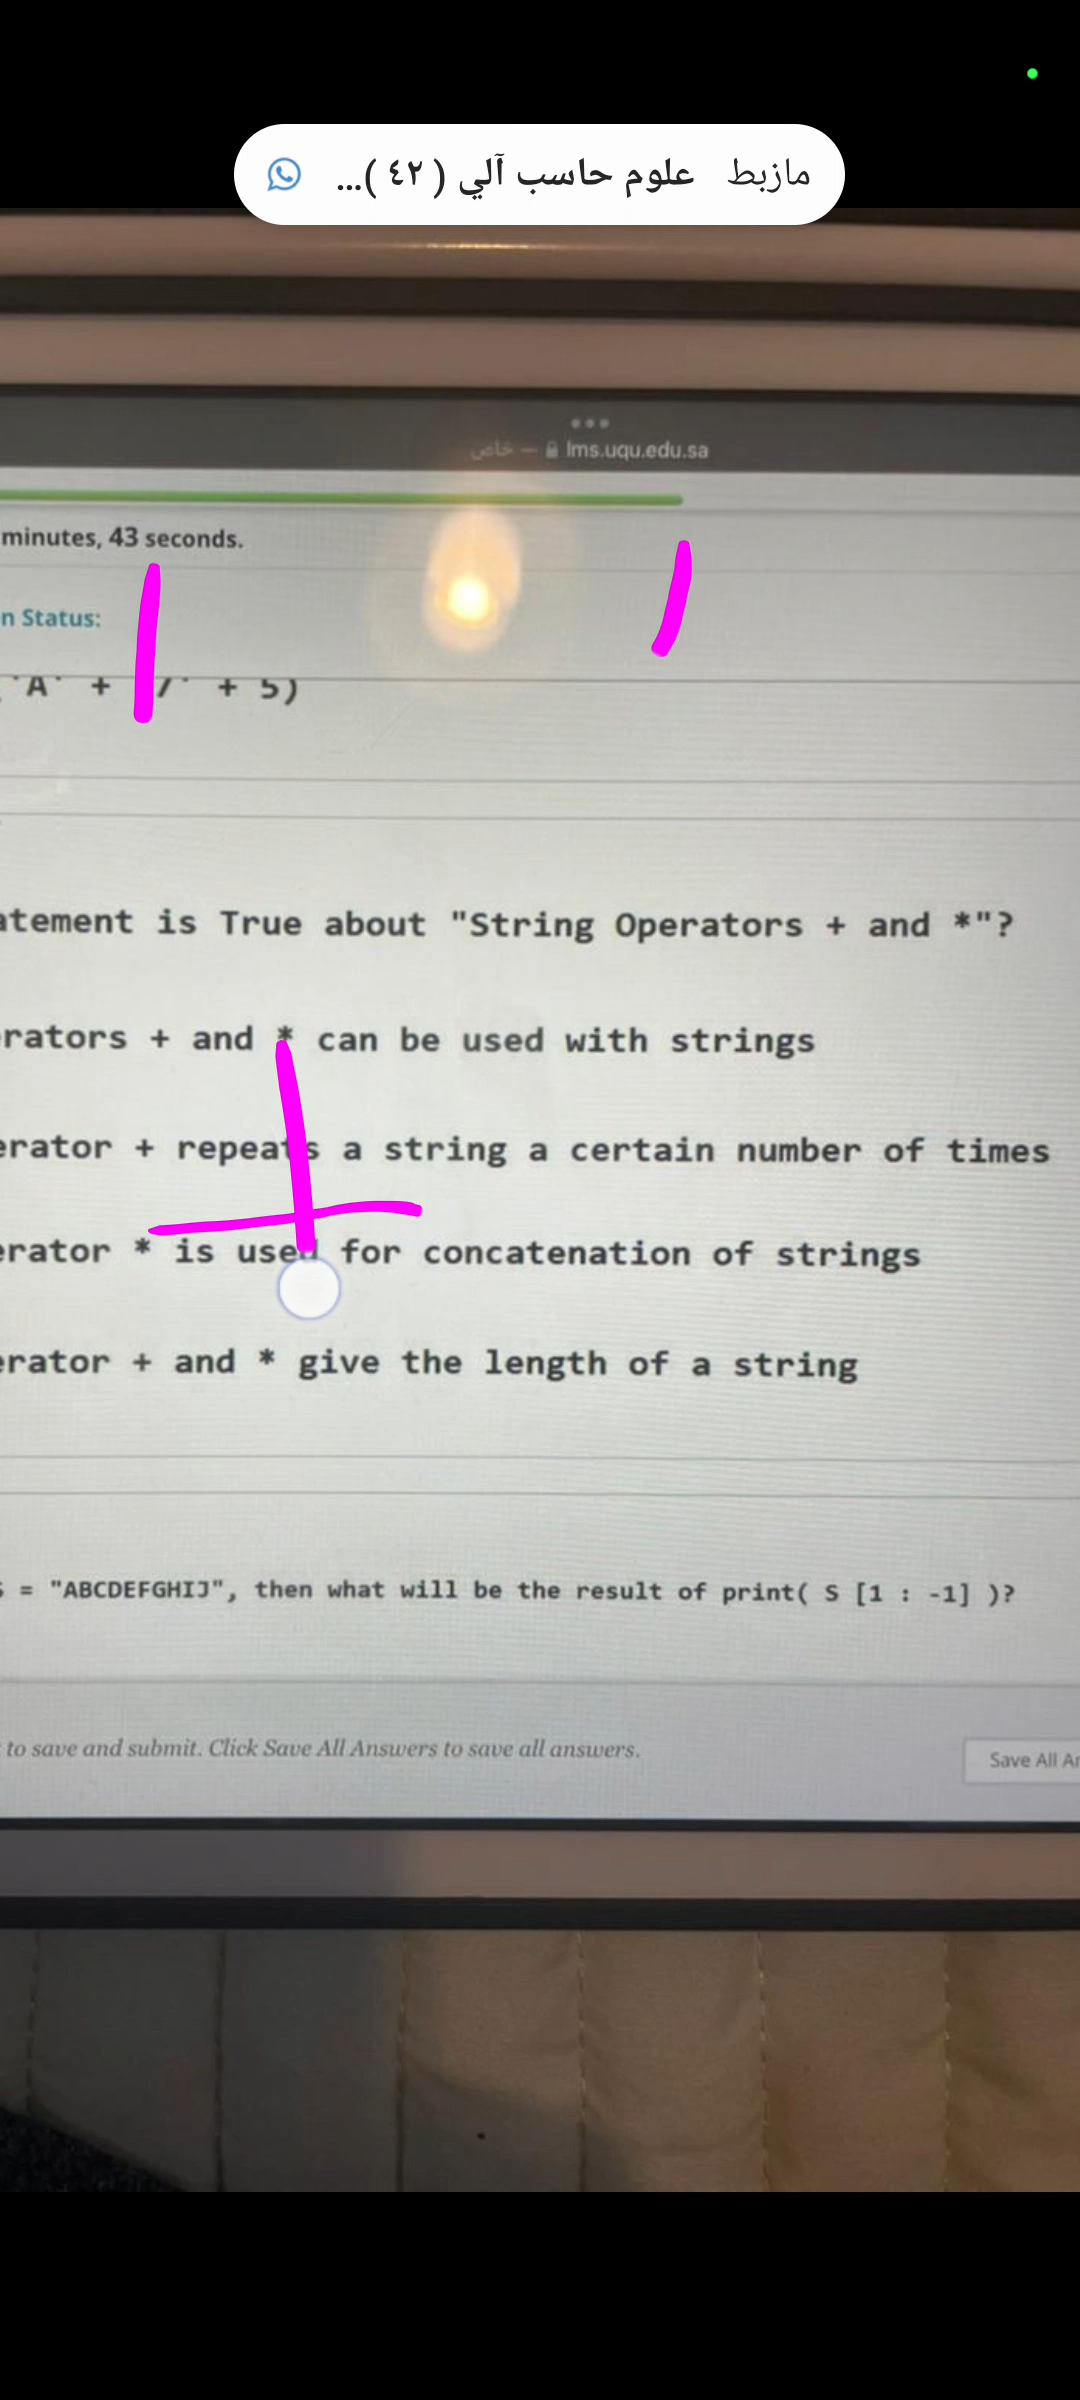 مازبط علوم حاسب آلي ( ٤٢ )...
خاص — lms.uqu.edu.sa
minutes, 43 seconds.
n Status:
'A' + '7' + 5)
atement is True about "String Operators + and *"?
rators + and * can be used with strings
erator + repeats a string a certain number of times
erator * is used for concatenation of strings
erator + and * give the length of a string
S = "ABCDEFGHIJ", then what will be the result of print( S [1 : -1] )?
to save and submit. Click Save All Answers to save all answers.
Save All An